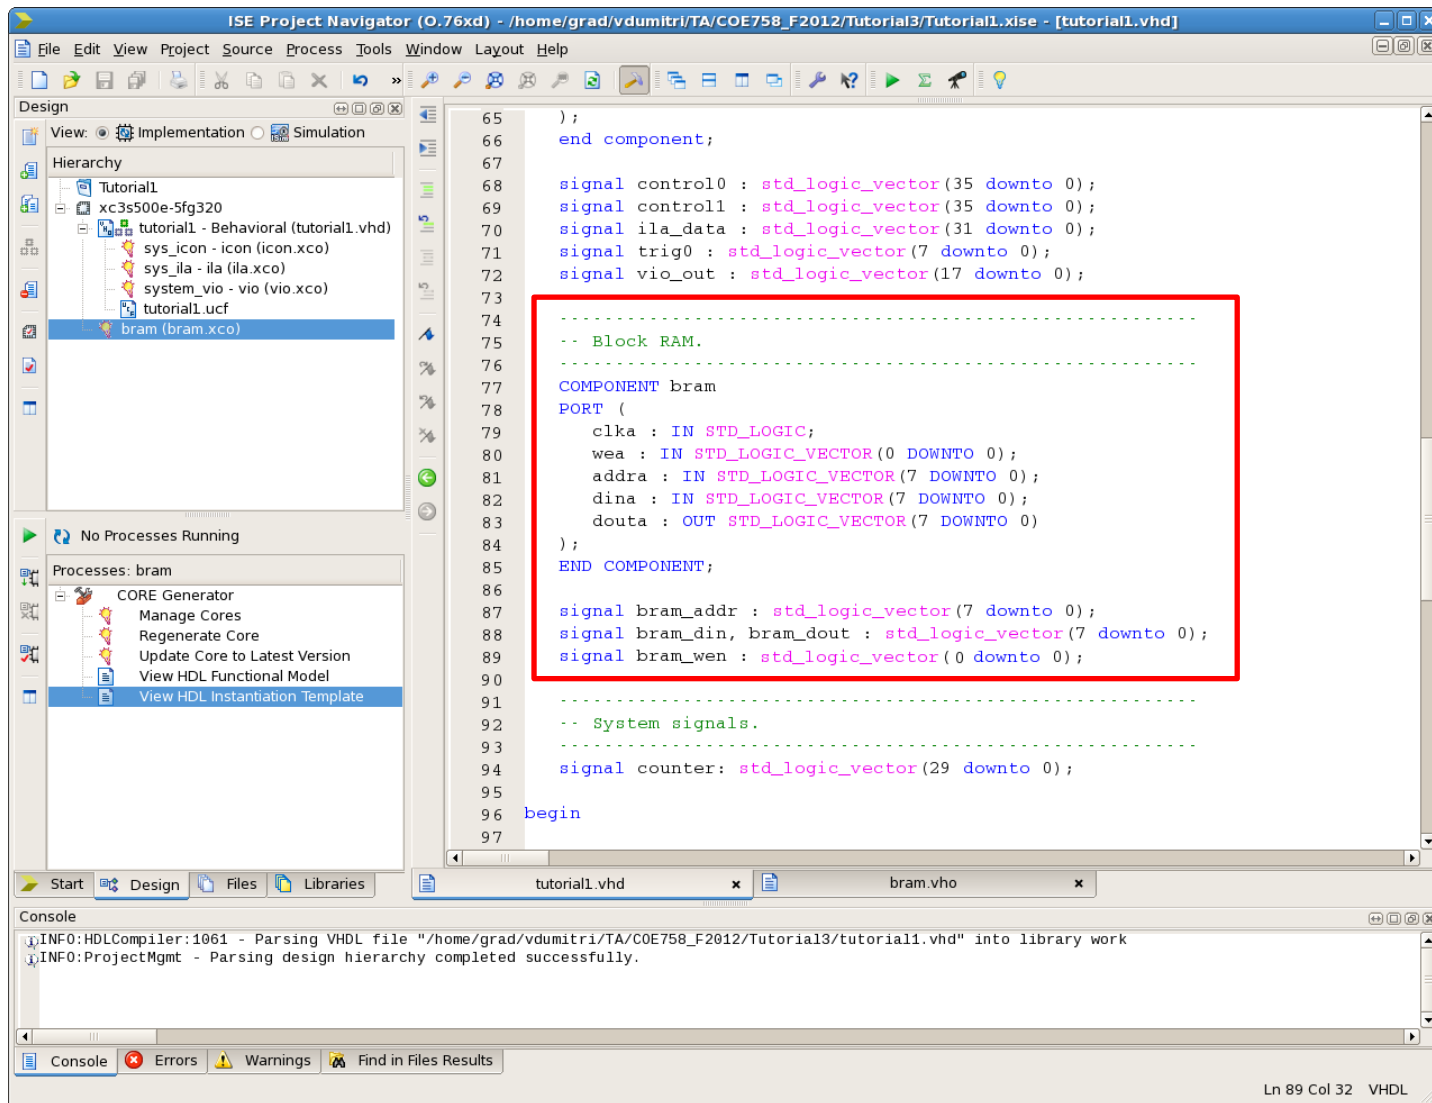 ISE Project Navigator (O.76xd) - /home/grad/vdumitri/TA/COE758_F2012/Tutorial3/Tutorial1.xise - [tutorial1.vhd]
File Edit View Project Source Process Tools Window Layout Help
»
Design
View: Implementation Simulation
Hierarchy
Tutorial1
xc3s500e-5fg320
tutorial1 - Behavioral (tutorial1.vhd)
sys_icon - icon (icon.xco)
sys_ila - ila (ila.xco)
system_vio - vio (vio.xco)
tutorial1.ucf
bram (bram.xco)
No Processes Running
Processes: bram
CORE Generator
Manage Cores
Regenerate Core
Update Core to Latest Version
View HDL Functional Model
View HDL Instantiation Template
Start Design Files Libraries
65 );
66 end component;
67
68 signal control0 : std_logic_vector(35 downto 0);
69 signal control1 : std_logic_vector(35 downto 0);
70 signal ila_data : std_logic_vector(31 downto 0);
71 signal trig0 : std_logic_vector(7 downto 0);
72 signal vio_out : std_logic_vector(17 downto 0);
73
74 ---------------------------------------------------------
75 -- Block RAM.
76 ---------------------------------------------------------
77 COMPONENT bram
78 PORT (
79 clka : IN STD_LOGIC;
80 wea : IN STD_LOGIC_VECTOR(0 DOWNTO 0);
81 addra : IN STD_LOGIC_VECTOR(7 DOWNTO 0);
82 dina : IN STD_LOGIC_VECTOR(7 DOWNTO 0);
83 douta : OUT STD_LOGIC_VECTOR(7 DOWNTO 0)
84 );
85 END COMPONENT;
86
87 signal bram_addr : std_logic_vector(7 downto 0);
88 signal bram_din, bram_dout : std_logic_vector(7 downto 0);
89 signal bram_wen : std_logic_vector(0 downto 0);
90
91 ---------------------------------------------------------
92 -- System signals.
93 ---------------------------------------------------------
94 signal counter: std_logic_vector(29 downto 0);
95
96 begin
97
tutorial1.vhd bram.vho
Console
INFO:HDLCompiler:1061 - Parsing VHDL file "/home/grad/vdumitri/TA/COE758_F2012/Tutorial3/tutorial1.vhd" into library work
INFO:ProjectMgmt - Parsing design hierarchy completed successfully.
Console Errors Warnings Find in Files Results
Ln 89 Col 32 VHDL